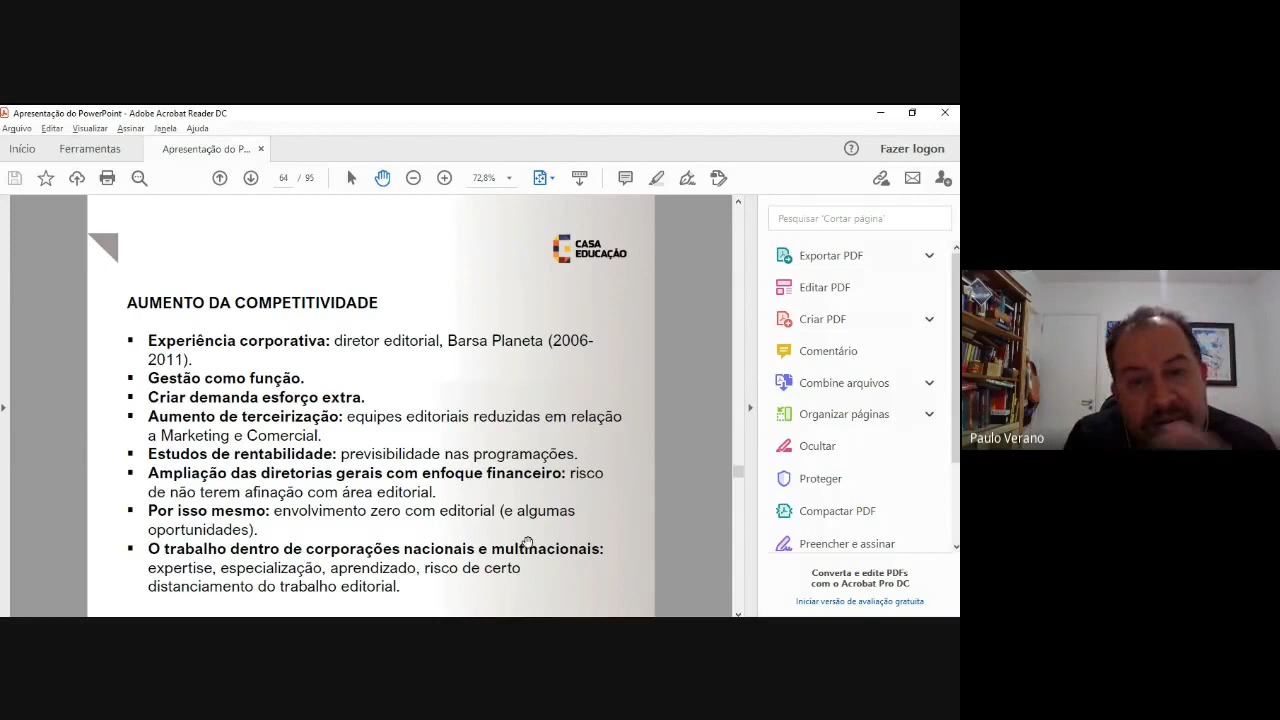 Apresentação do PowerPoint - Adobe Acrobat Reader DC
Arquivo Editar Visualizar Assinar Janela Ajuda
Início Ferramentas Apresentação do P... × Fazer logon
64 / 95 72,8%
CASA
EDUCAÇÃO
AUMENTO DA COMPETITIVIDADE
▪ Experiência corporativa: diretor editorial, Barsa Planeta (2006-
2011).
▪ Gestão como função.
▪ Criar demanda esforço extra.
▪ Aumento de terceirização: equipes editoriais reduzidas em relação
a Marketing e Comercial.
▪ Estudos de rentabilidade: previsibilidade nas programações.
▪ Ampliação das diretorias gerais com enfoque financeiro: risco
de não terem afinação com área editorial.
▪ Por isso mesmo: envolvimento zero com editorial (e algumas
oportunidades).
▪ O trabalho dentro de corporações nacionais e multinacionais:
expertise, especialização, aprendizado, risco de certo
distanciamento do trabalho editorial.
Pesquisar 'Cortar página'
Exportar PDF
Editar PDF
Criar PDF
Comentário
Combine arquivos
Organizar páginas
Ocultar
Proteger
Compactar PDF
Preencher e assinar
Converta e edite PDFs
com o Acrobat Pro DC
Iniciar versão de avaliação gratuita
Paulo Verano